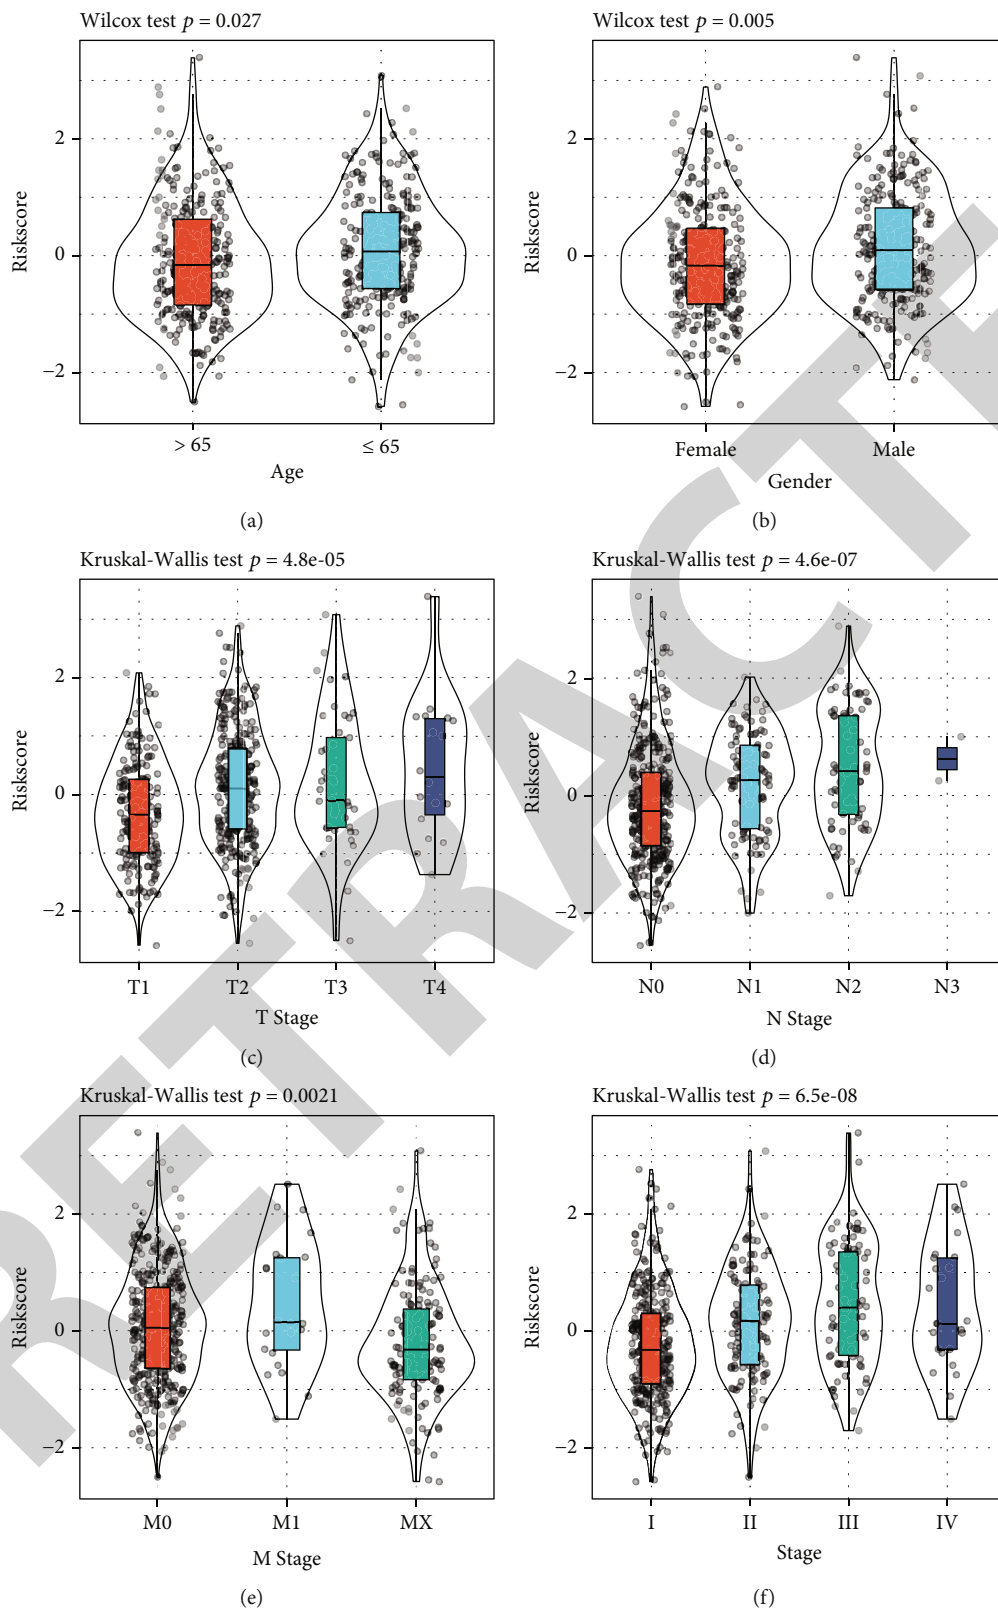 Wilcox test p = 0.027
Riskscore
2
0
−2
> 65
≤ 65
Age
(a)
Wilcox test p = 0.005
Riskscore
2
0
−2
Female
Male
Gender
(b)
Kruskal-Wallis test p = 4.8e-05
Riskscore
2
0
−2
T1
T2
T3
T4
T Stage
(c)
Kruskal-Wallis test p = 4.6e-07
Riskscore
2
0
−2
N0
N1
N2
N3
N Stage
(d)
Kruskal-Wallis test p = 0.0021
Riskscore
2
0
−2
M0
M1
MX
M Stage
(e)
Kruskal-Wallis test p = 6.5e-08
Riskscore
2
0
−2
I
II
III
IV
Stage
(f)
RETRACTE